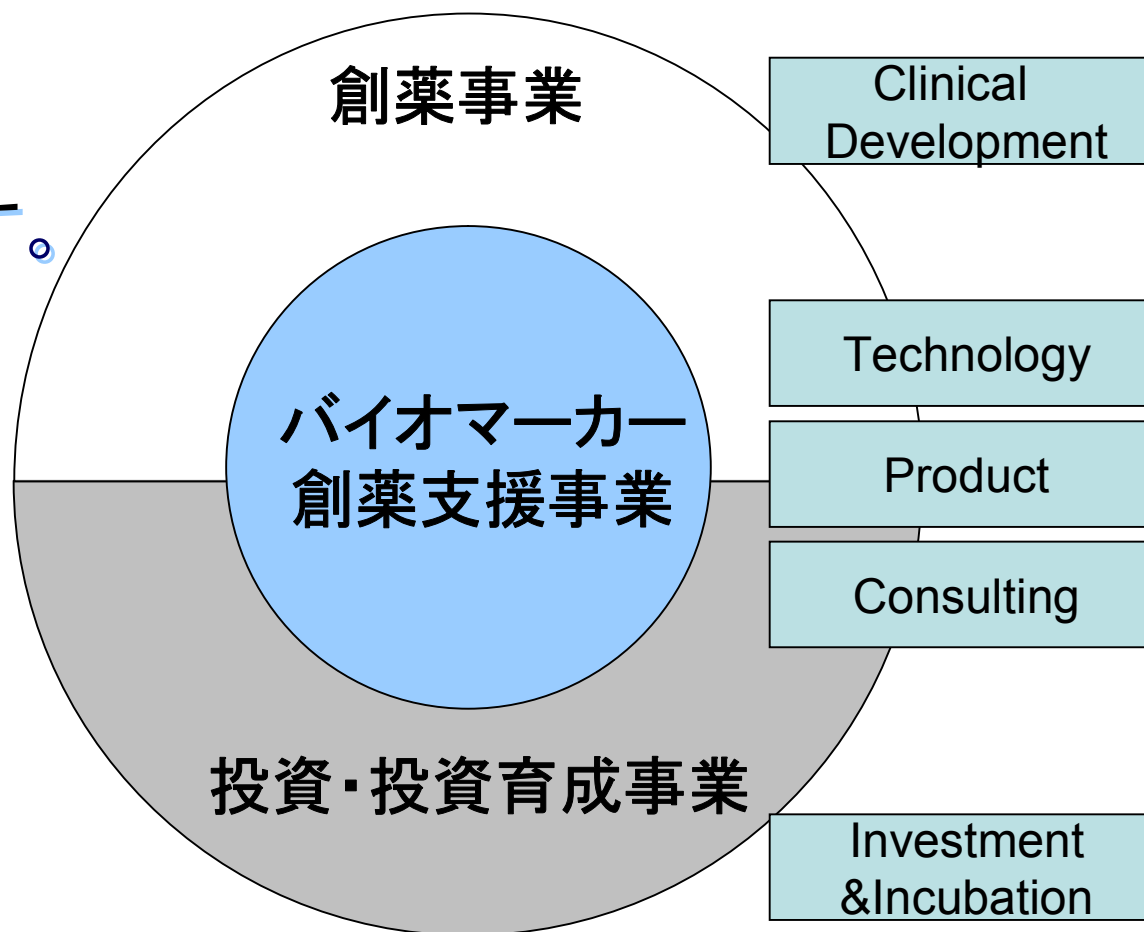 創薬事業
Clinical
Development
バイオマーカー
創薬支援事業
Technology
Product
Consulting
投資・投資育成事業
Investment
&Incubation